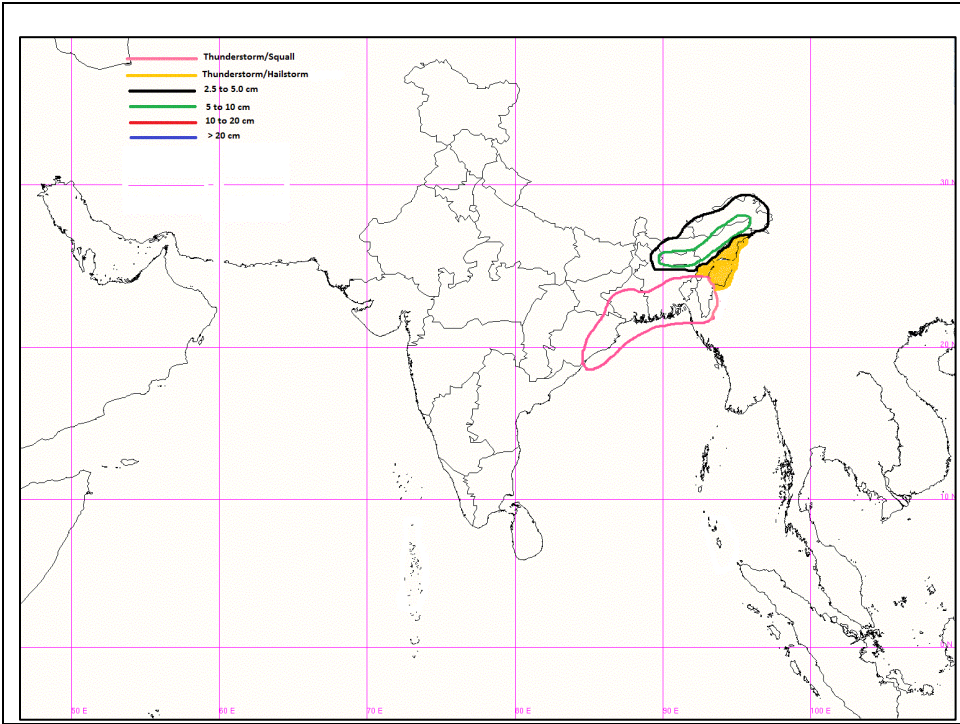 Thunderstorm/Squall
Thunderstorm/Hailstorm
2.5 to 5.0 cm
5 to 10 cm
10 to 20 cm
> 20 cm
30 N
20 N
10 N
0 N
50 E
60 E
70 E
80 E
90 E
100 E